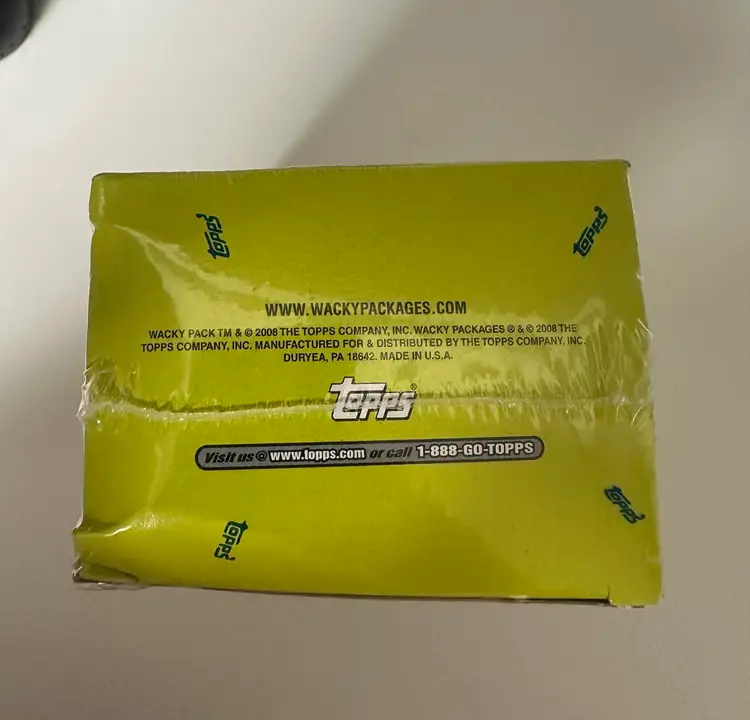 topps
topps
WWW.WACKYPACKAGES.COM
WACKY PACK TM & © 2008 THE TOPPS COMPANY, INC. WACKY PACKAGES ® & © 2008 THE
TOPPS COMPANY, INC. MANUFACTURED FOR & DISTRIBUTED BY THE TOPPS COMPANY, INC.
DURYEA, PA 18642. MADE IN U.S.A.
topps®
Visit us @ www.topps.com or call 1-888-GO-TOPPS
topps
topps